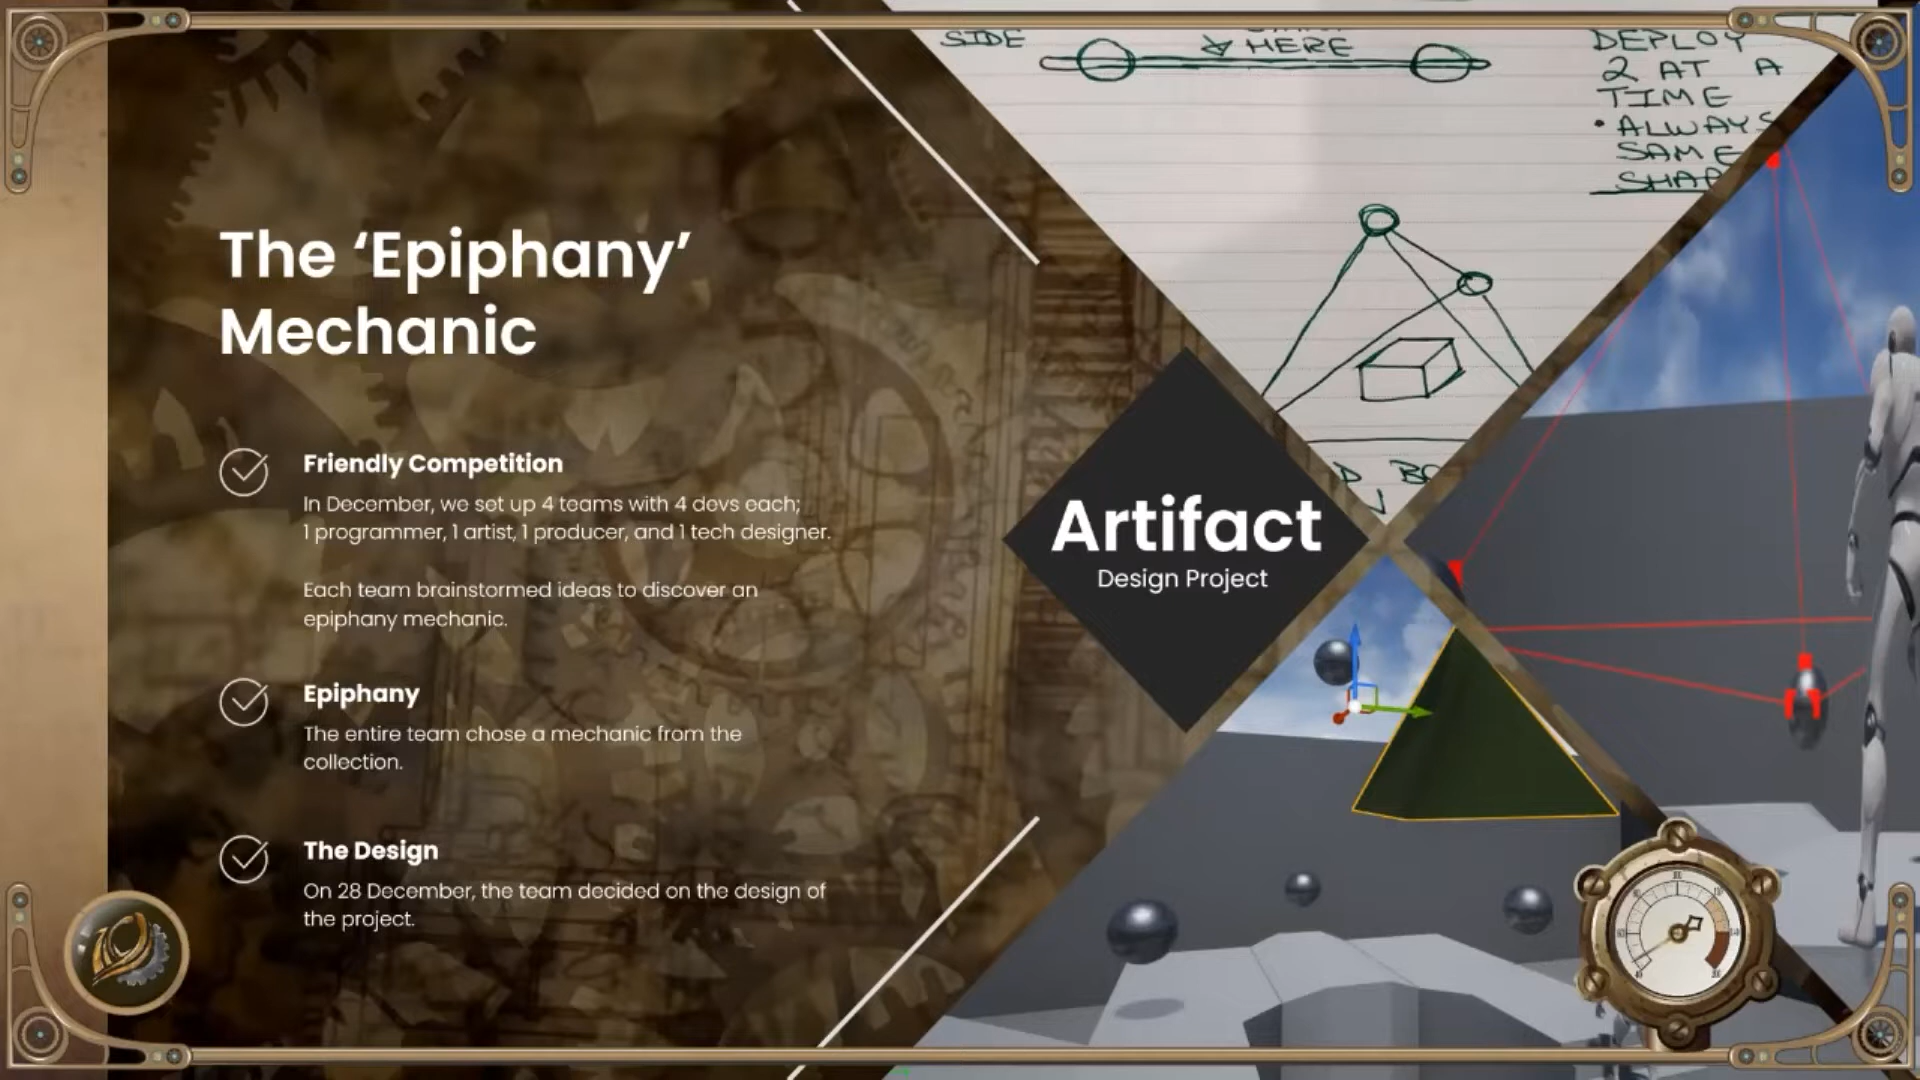 The ‘Epiphany’
Mechanic
Friendly Competition
In December, we set up 4 teams with 4 devs each;
1 programmer, 1 artist, 1 producer, and 1 tech designer.
Each team brainstormed ideas to discover an
epiphany mechanic.
Epiphany
The entire team chose a mechanic from the
collection.
The Design
On 28 December, the team decided on the design of
the project.
Artifact
Design Project
SIDE
HERE
DEPLOY
2 AT A
TIME
• ALWAYS
SAME